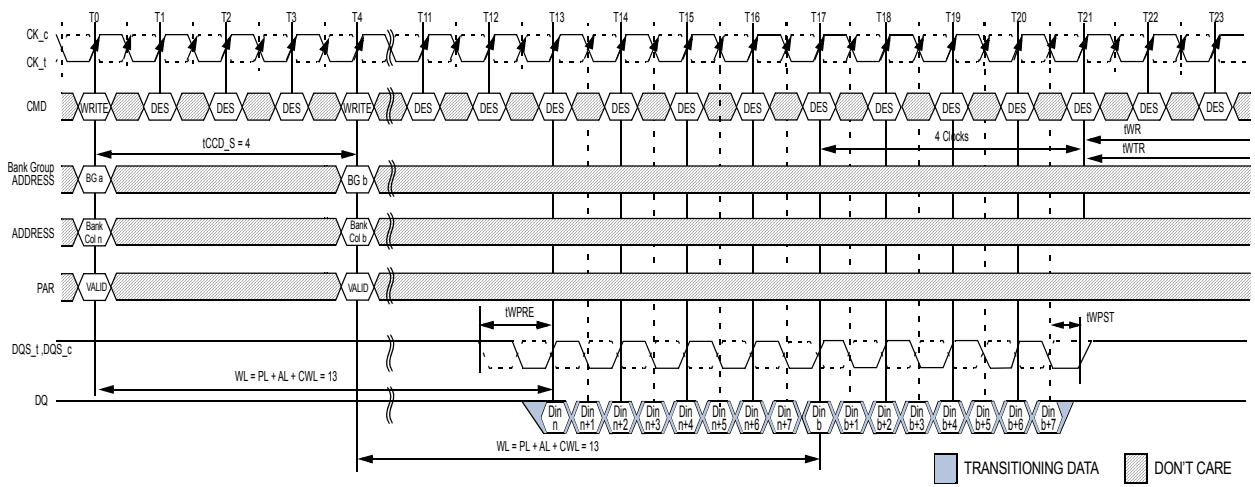 T0 T1 T2 T3 T4 T11 T12 T13 T14 T15 T16 T17 T18 T19 T20 T21 T22 T23
CK_c
CK_t
CMD WRITE DES DES DES WRITE DES DES DES DES DES DES DES DES DES DES DES DES DES
tCCD_S = 4 4 Clocks tWR
tWTR
Bank Group
ADDRESS BG a BG b
ADDRESS Bank Col n Bank Col b
PAR VALID VALID
tWPRE tWPST
DQS_t ,DQS_c
WL = PL + AL + CWL = 13
DQ Din n Din n+1 Din n+2 Din n+3 Din n+4 Din n+5 Din n+6 Din n+7 Din b Din b+1 Din b+2 Din b+3 Din b+4 Din b+5 Din b+6 Din b+7
WL = PL + AL + CWL = 13
TRANSITIONING DATA DON'T CARE